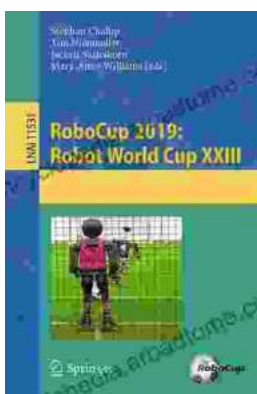 Stephan Chalup
Tim Niemueller
Jackrit Suthakorn
Mary-Anne Williams (Eds.)
LNAI 11531
RoboCup 2019:
Robot World Cup XXIII
Springer
RoboCup